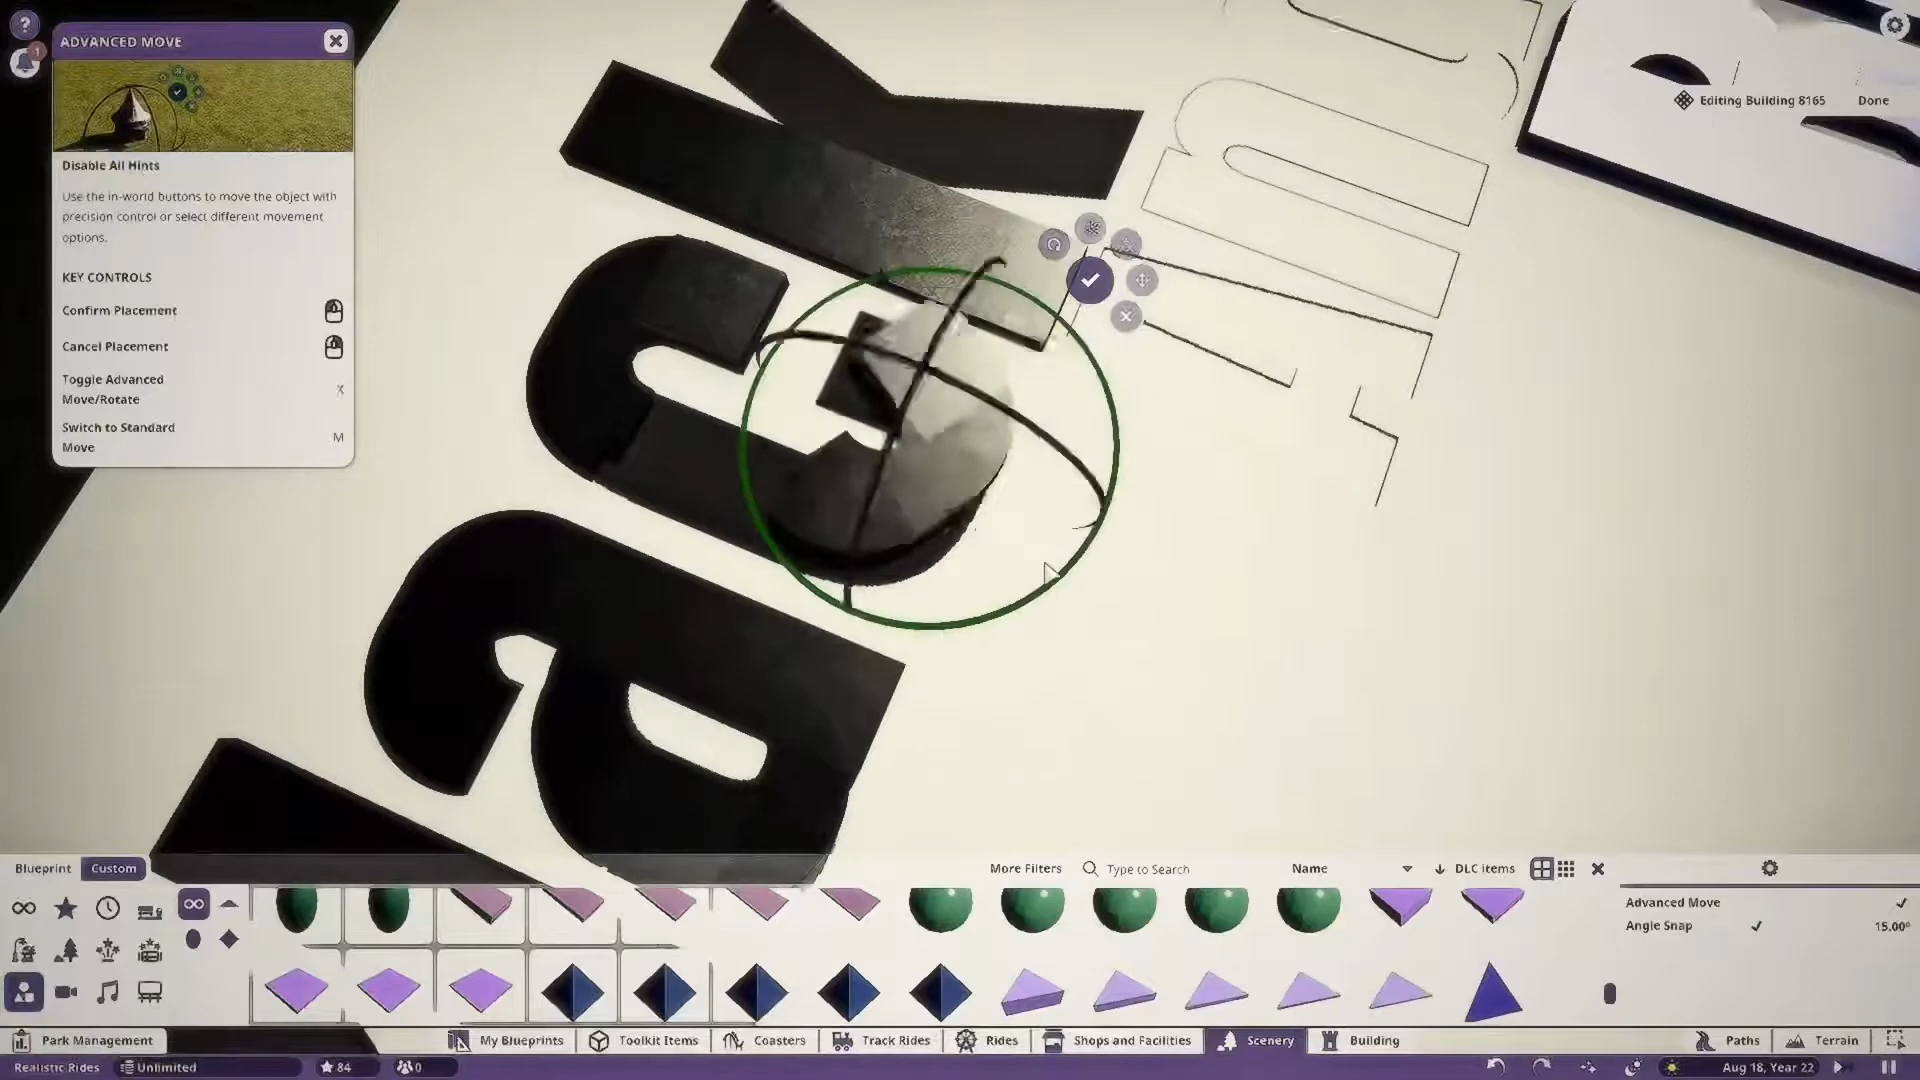 ADVANCED MOVE
1
Disable All Hints
Use the in-world buttons to move the object with
precision control or select different movement
options.
KEY CONTROLS
Confirm Placement
Cancel Placement
Toggle Advanced
Move/Rotate
X
Switch to Standard
Move
M
Editing Building 8165 Done
ack
Blueprint Custom
More Filters Type to Search Name DLC items
Advanced Move
Angle Snap 15.00°
Park Management My Blueprints Toolkit Items Coasters Track Rides Rides Shops and Facilities Scenery Building Paths Terrain
Realistic Rides Unlimited 84 0 Aug 18, Year 22